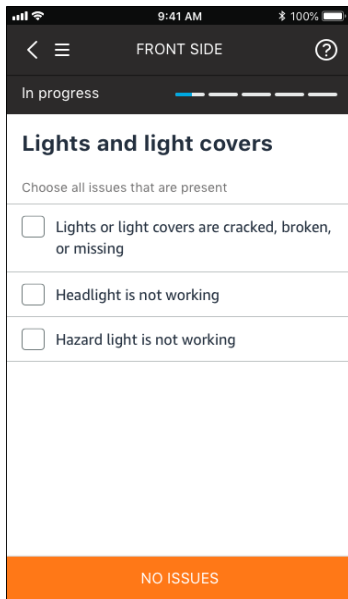 9:41 AM
100%
FRONT SIDE
?
In progress
Lights and light covers
Choose all issues that are present
Lights or light covers are cracked, broken,
or missing
Headlight is not working
Hazard light is not working
NO ISSUES